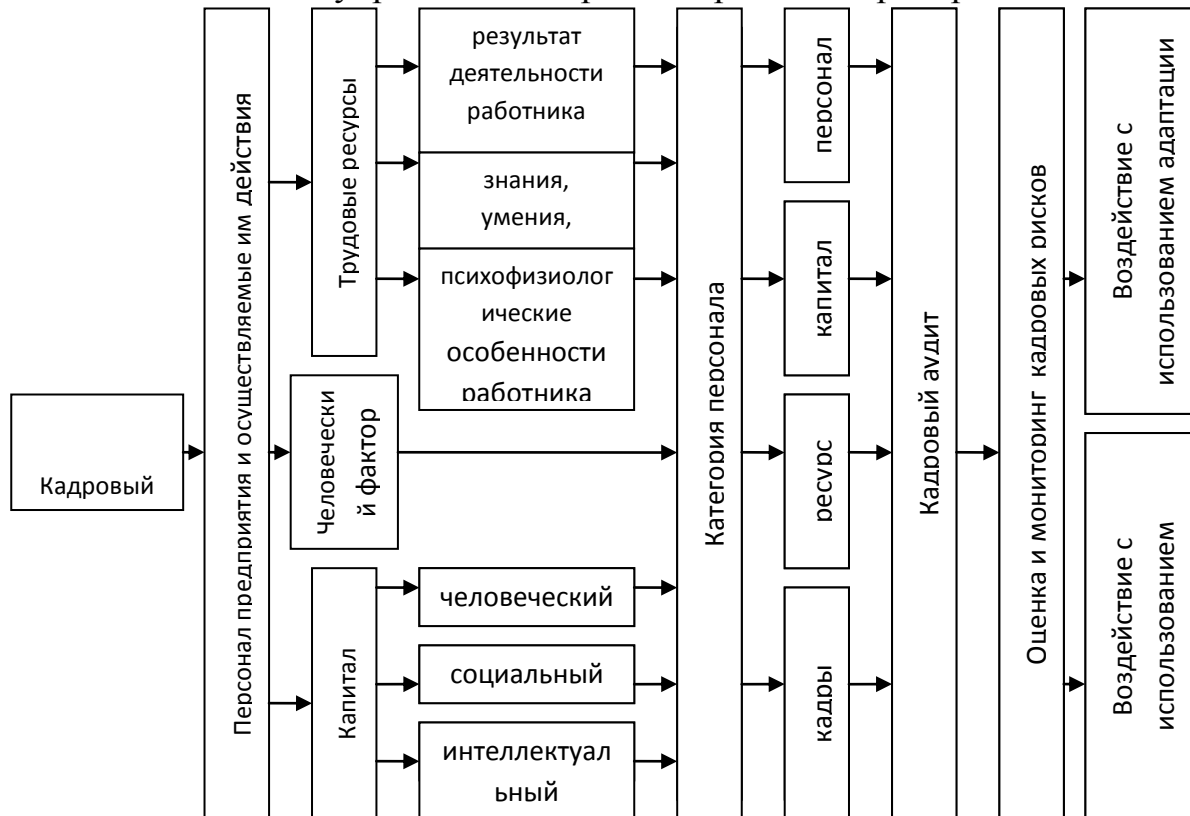 Кадровый
Персонал предприятия и осуществляемые им действия
Трудовые ресурсы
Человечески
й фактор
Капитал
результат
деятельности
работника
знания,
умения,
психофизиолог
ические
особенности
работника
человеческий
социальный
интеллектуал
ьный
Категория персонала
персонал
капитал
ресурс
кадры
Кадровый аудит
Оценка и мониторинг кадровых рисков
Воздействие с
использованием адаптации
Воздействие с
использованием